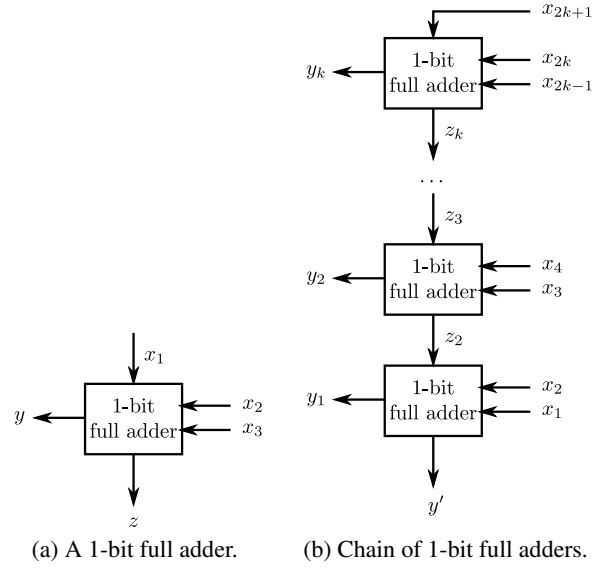 x_{2k+1}
1-bit
full adder
x_{2k}
x_{2k-1}
y_k
z_k
...
z_3
1-bit
full adder
x_4
x_3
y_2
z_2
1-bit
full adder
x_2
x_1
y_1
y'
x_1
1-bit
full adder
x_2
x_3
y
z
(a) A 1-bit full adder.
(b) Chain of 1-bit full adders.